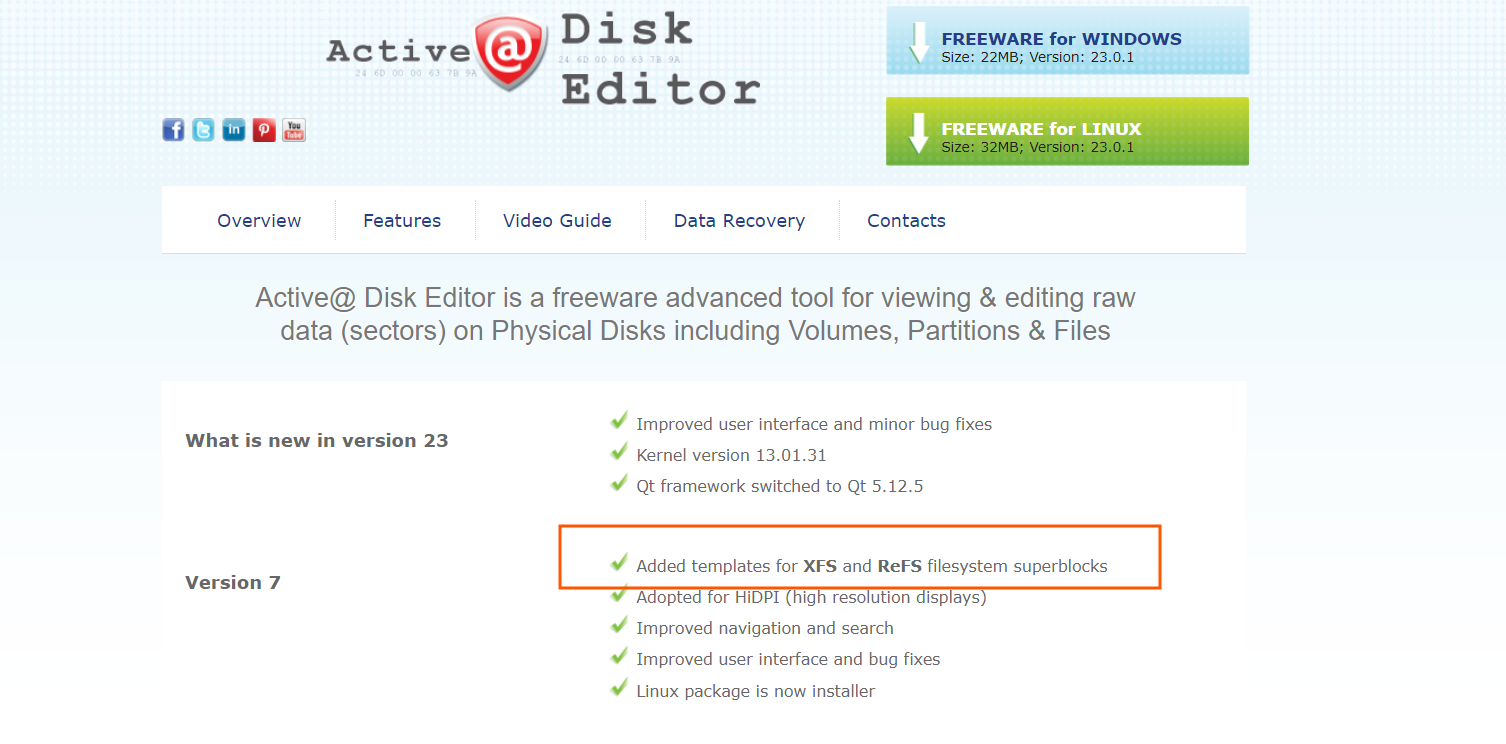 Active@ Disk Editor
24 6D 00 00 63 7B 9A
24 6D 00 00 63 7B 9A
FREEWARE for WINDOWS
Size: 22MB; Version: 23.0.1
FREEWARE for LINUX
Size: 32MB; Version: 23.0.1
f t in P You Tube
Overview Features Video Guide Data Recovery Contacts
Active@ Disk Editor is a freeware advanced tool for viewing & editing raw
data (sectors) on Physical Disks including Volumes, Partitions & Files
What is new in version 23
Improved user interface and minor bug fixes
Kernel version 13.01.31
Qt framework switched to Qt 5.12.5
Version 7
Added templates for XFS and ReFS filesystem superblocks
Adopted for HiDPI (high resolution displays)
Improved navigation and search
Improved user interface and bug fixes
Linux package is now installer